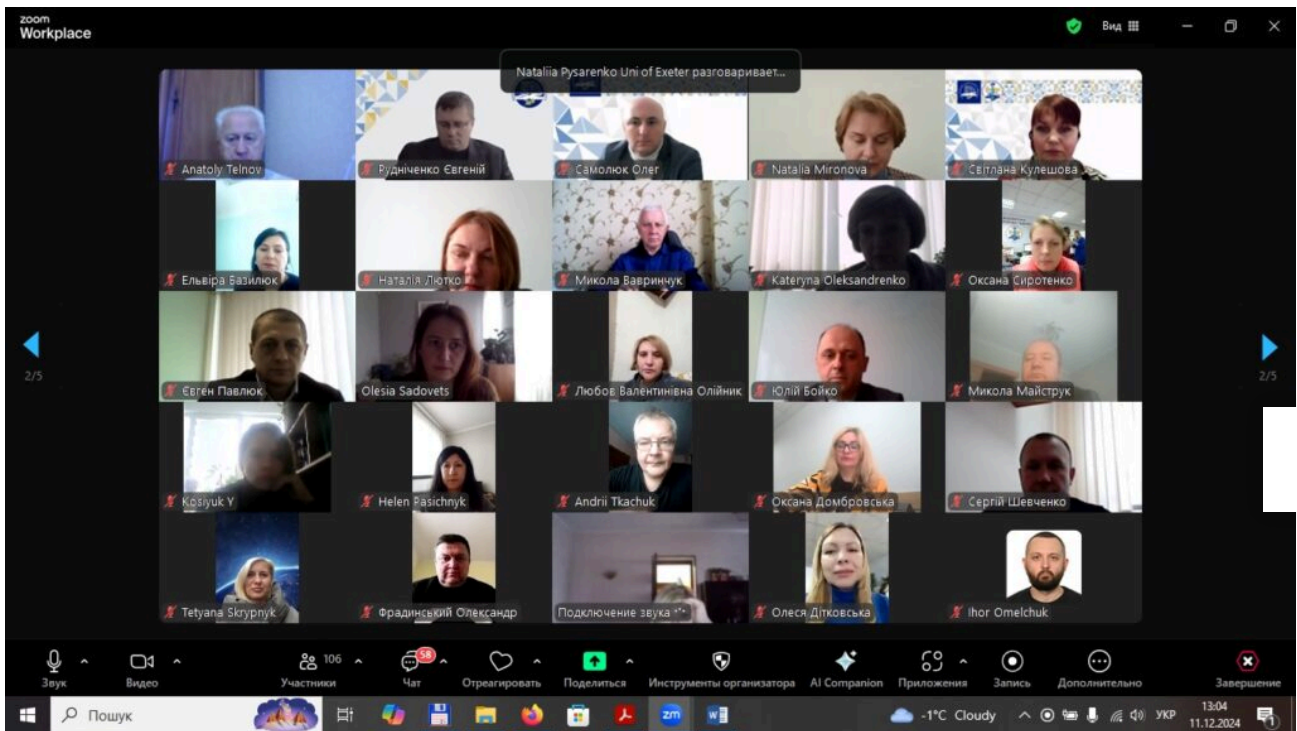 zoom
Workplace
Вид
Nataliia Pysarenko Uni of Exeter разговаривает...
Anatoly Telnov
Рудніченко Євгеній
Самолюк Олег
Natalia Mironova
Світлана Кулешова
Ельвіра Базилюк
Наталія Лютко
Микола Вавринчук
Kateryna Oleksandrenko
Оксана Сиротенко
Євген Павлюк
Olesia Sadovets
Любов Валентинівна Олійник
Юлій Бойко
Микола Майструк
2/5
2/5
Kosiyuk Y
Helen Pasichnyk
Andrii Tkachuk
Оксана Домбровська
Сергій Шевченко
Tetyana Skrypnyk
Фрадинський Олександр
Подключение звука
Олеся Дітковська
Ihor Omelchuk
106
58
Звук
Видео
Участники
Чат
Отреагировать
Поделиться
Инструменты организатора
AI Companion
Приложения
Запись
Дополнительно
Завершение
Пошук
zm
W
-1°C Cloudy
УКР
13:04
11.12.2024
1